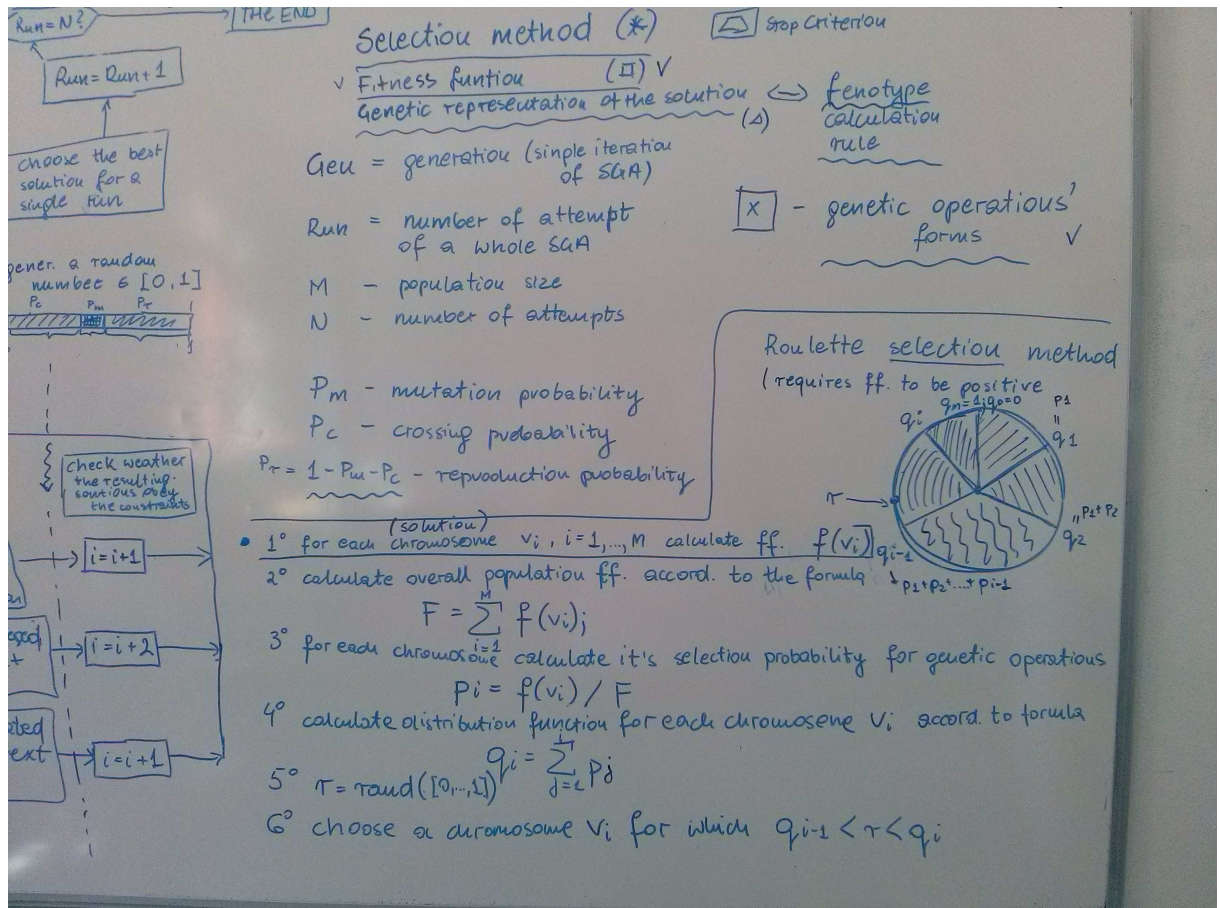 Run = N?
THE END
Run = Run + 1
choose the best
solution for a
single run
gener. a random
number ∈ [0,1]
Pc Pm Pr
1
check weather
the resulting
soutions obey
the constraints
i=i+1
i=i+2
i=i+1
ext
Selection method (*)
Stop Criterion
v Fitness funtion (□) V
Genetic representation of the solution <=> fenotype
(△) calculation
rule
Gen = generation (sinple iteration
of SGA)
Run = number of attempt
of a whole SGA
X - genetic operations'
forms V
M - population size
N - number of attempts
Pm - mutation probability
Pc - crossing probability
Pr = 1 - Pm - Pc - reproduction probability
Roulette selection method
(requires ff. to be positive
qn=1; q0=0
P1
=
q1
qi
r
" P1+P2
q2
qi-1
P1+P2+...+Pi-1
(solution)
• 1° for each chromosome vi, i=1,...,M calculate ff. f(vi)
2° calculate overall population ff. accord. to the formula
F = ∑ i=1 M f(vi);
3° for each chromosome calculate it's selection probability for genetic operations
pi = f(vi) / F
4° calculate distribution function for each chromosene vi accord. to formula
qi = ∑ j=1 i pj
5° r = rand([0,...,1])
6° choose a chromosome vi for which qi-1 < r < qi